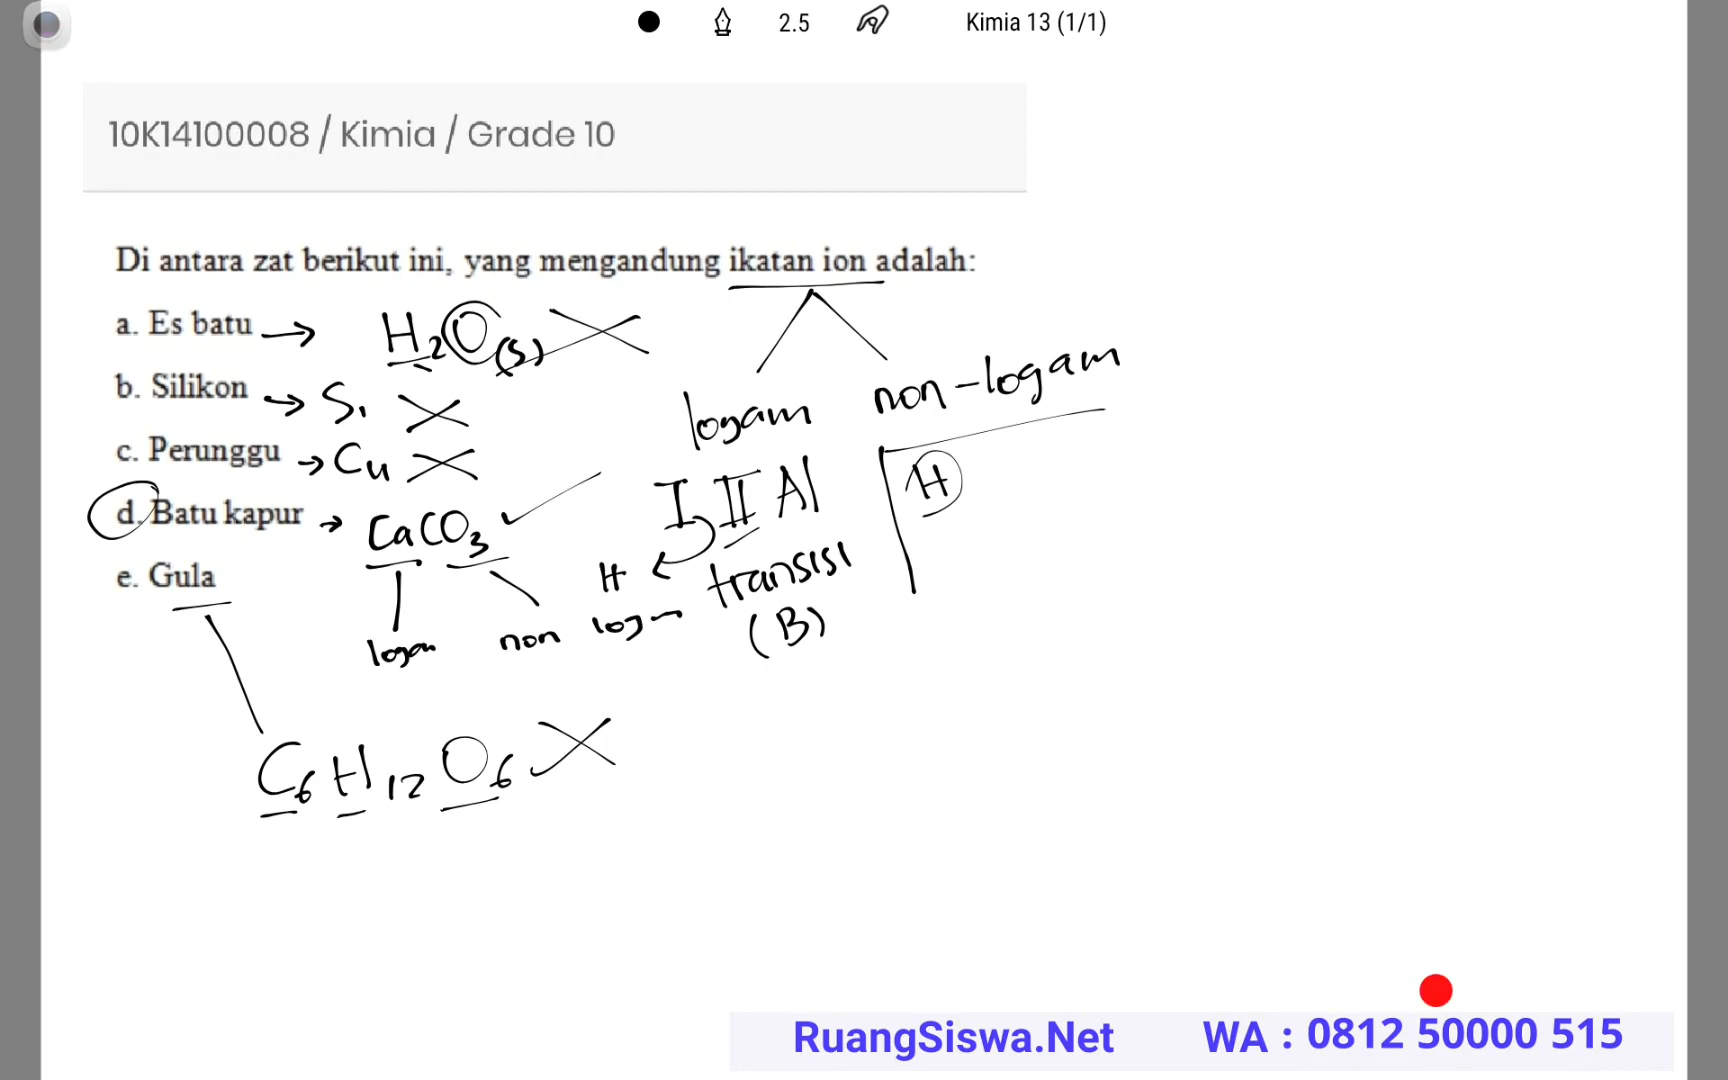 2.5 Kimia 13 (1/1)
10K14100008 / Kimia / Grade 10
Di antara zat berikut ini, yang mengandung ikatan ion adalah:
a. Es batu → H₂O(s)
b. Silikon → Si
c. Perunggu → Cu
d. Batu kapur → CaCO₃
e. Gula
logam non-logam
I, II Al H
H transisi
(B)
logam non
C₆H₁₂O₆
RuangSiswa.Net WA : 0812 50000 515